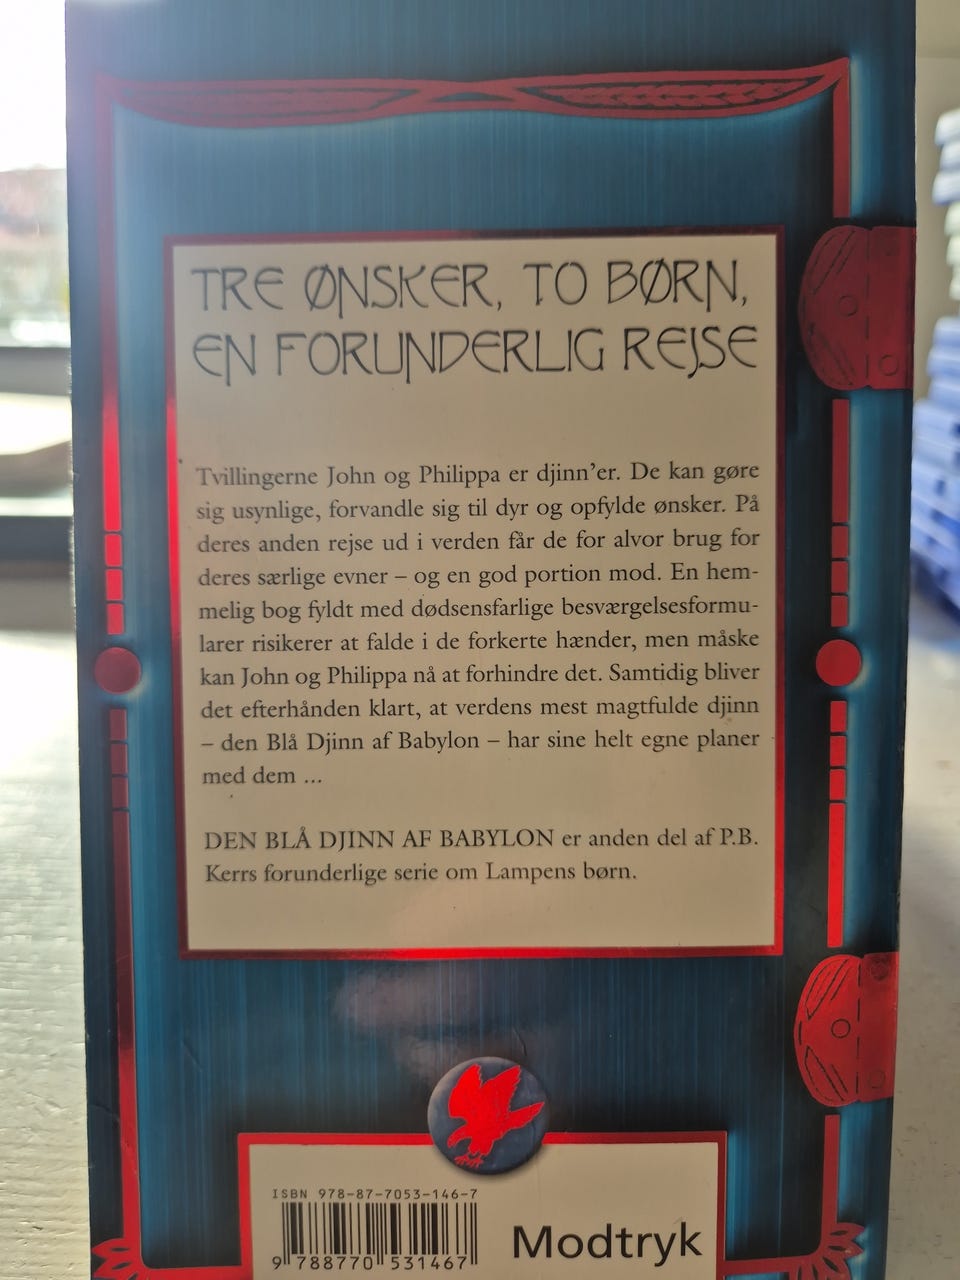 TRE ØNSKER, TO BØRN,
EN FORUNDERLIG REJSE
Tvillingerne John og Philippa er djinn'er. De kan gøre
sig usynlige, forvandle sig til dyr og opfylde ønsker. På
deres anden rejse ud i verden får de for alvor brug for
deres særlige evner – og en god portion mod. En hem-
melig bog fyldt med dødsensfarlige besværgelsesformu-
larer risikerer at falde i de forkerte hænder, men måske
kan John og Philippa nå at forhindre det. Samtidig bliver
det efterhånden klart, at verdens mest magtfulde djinn
– den Blå Djinn af Babylon – har sine helt egne planer
med dem ...
DEN BLÅ DJINN AF BABYLON er anden del af P.B.
Kerrs forunderlige serie om Lampens børn.
ISBN 978-87-7053-146-7
9 788770 531467
Modtryk